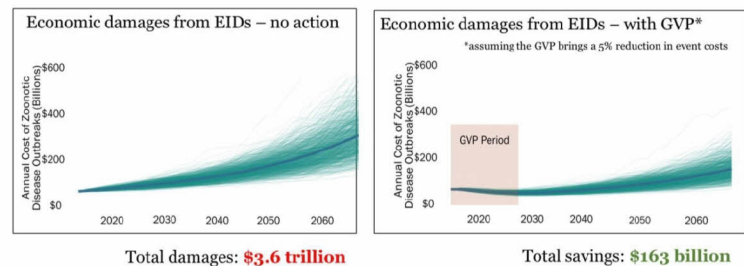 Economic damages from EIDs – no action
Annual Cost of Zoonotic
Disease Outbreaks (Billions)
$600
$400
$200
$0
2020 2030 2040 2050 2060
Total damages: $3.6 trillion
Economic damages from EIDs – with GVP*
*assuming the GVP brings a 5% reduction in event costs
Annual Cost of Zoonotic
Disease Outbreaks (Billions)
$600
$400
$200
$0
GVP Period
2020 2030 2040 2050 2060
Total savings: $163 billion